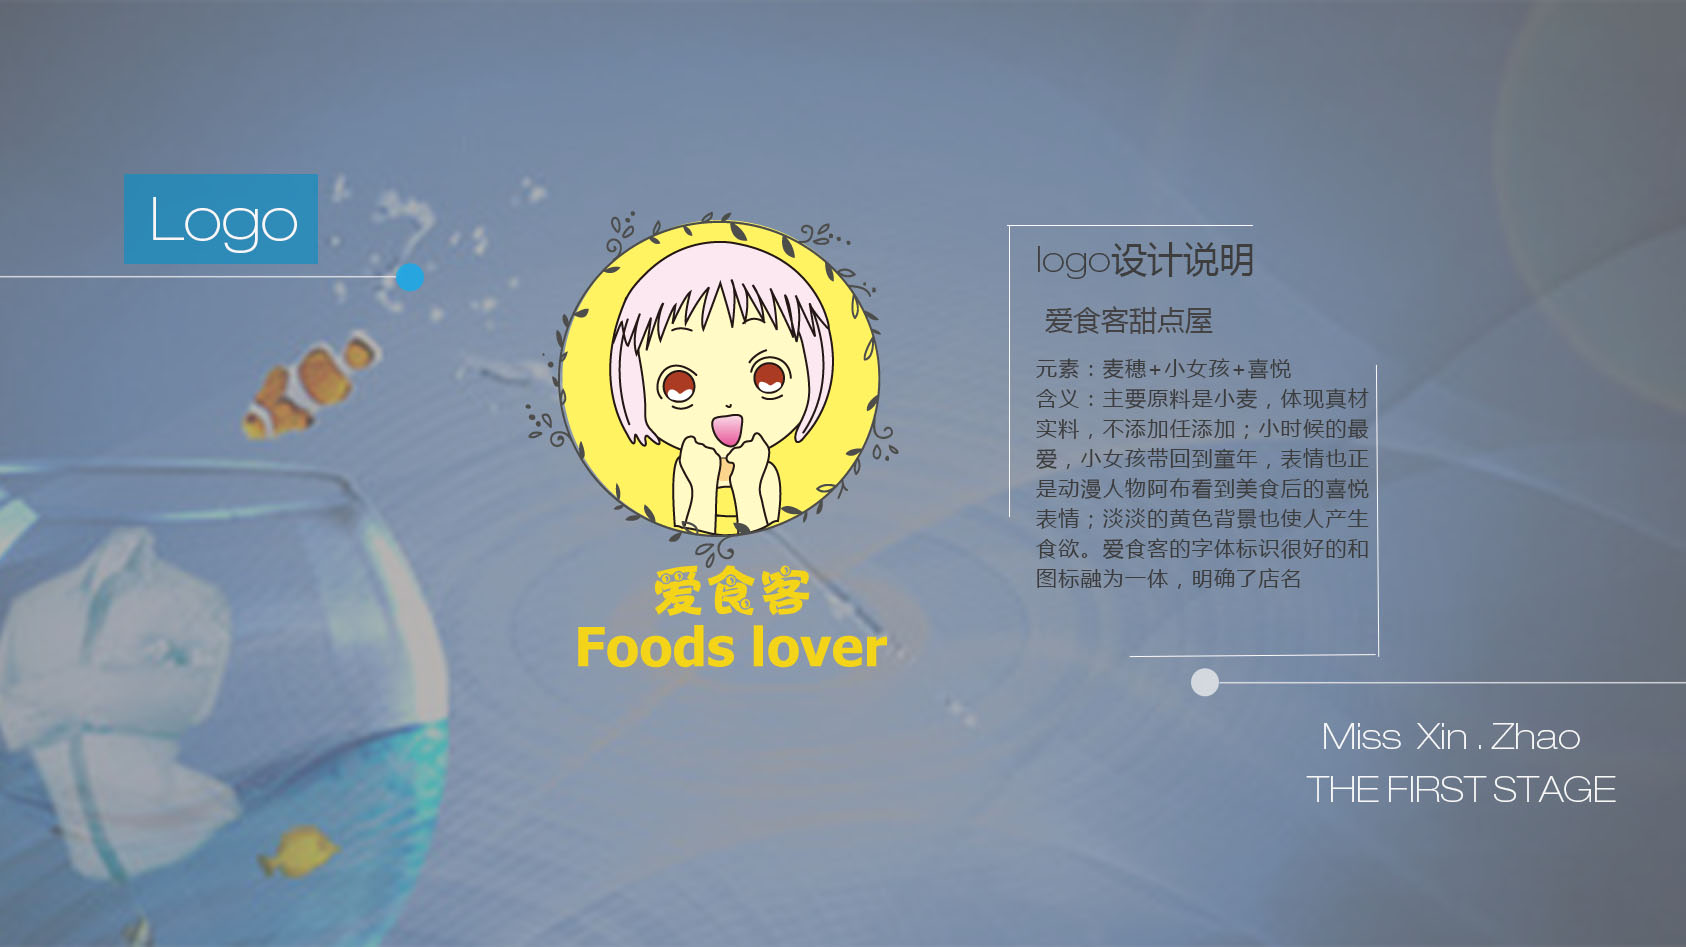 Logo
爱食客
Foods lover
logo设计说明
爱食客甜点屋
元素：麦穗+小女孩+喜悦
含义：主要原料是小麦，体现真材
实料，不添加任添加；小时候的最
爱，小女孩带回到童年，表情也正
是动漫人物阿布看到美食后的喜悦
表情；淡淡的黄色背景也使人产生
食欲。爱食客的字体标识很好的和
图标融为一体，明确了店名
Miss Xin . Zhao
THE FIRST STAGE